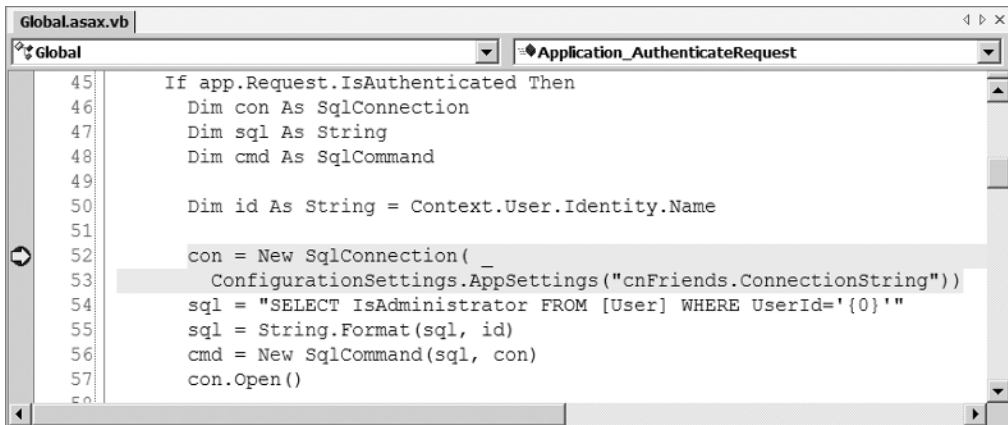 Global.asax.vb
Global Application_AuthenticateRequest
45 If app.Request.IsAuthenticated Then
46 Dim con As SqlConnection
47 Dim sql As String
48 Dim cmd As SqlCommand
49
50 Dim id As String = Context.User.Identity.Name
51
52 con = New SqlConnection( _
53 ConfigurationSettings.AppSettings("cnFriends.ConnectionString"))
54 sql = "SELECT IsAdministrator FROM [User] WHERE UserId='{0}'"
55 sql = String.Format(sql, id)
56 cmd = New SqlCommand(sql, con)
57 con.Open()